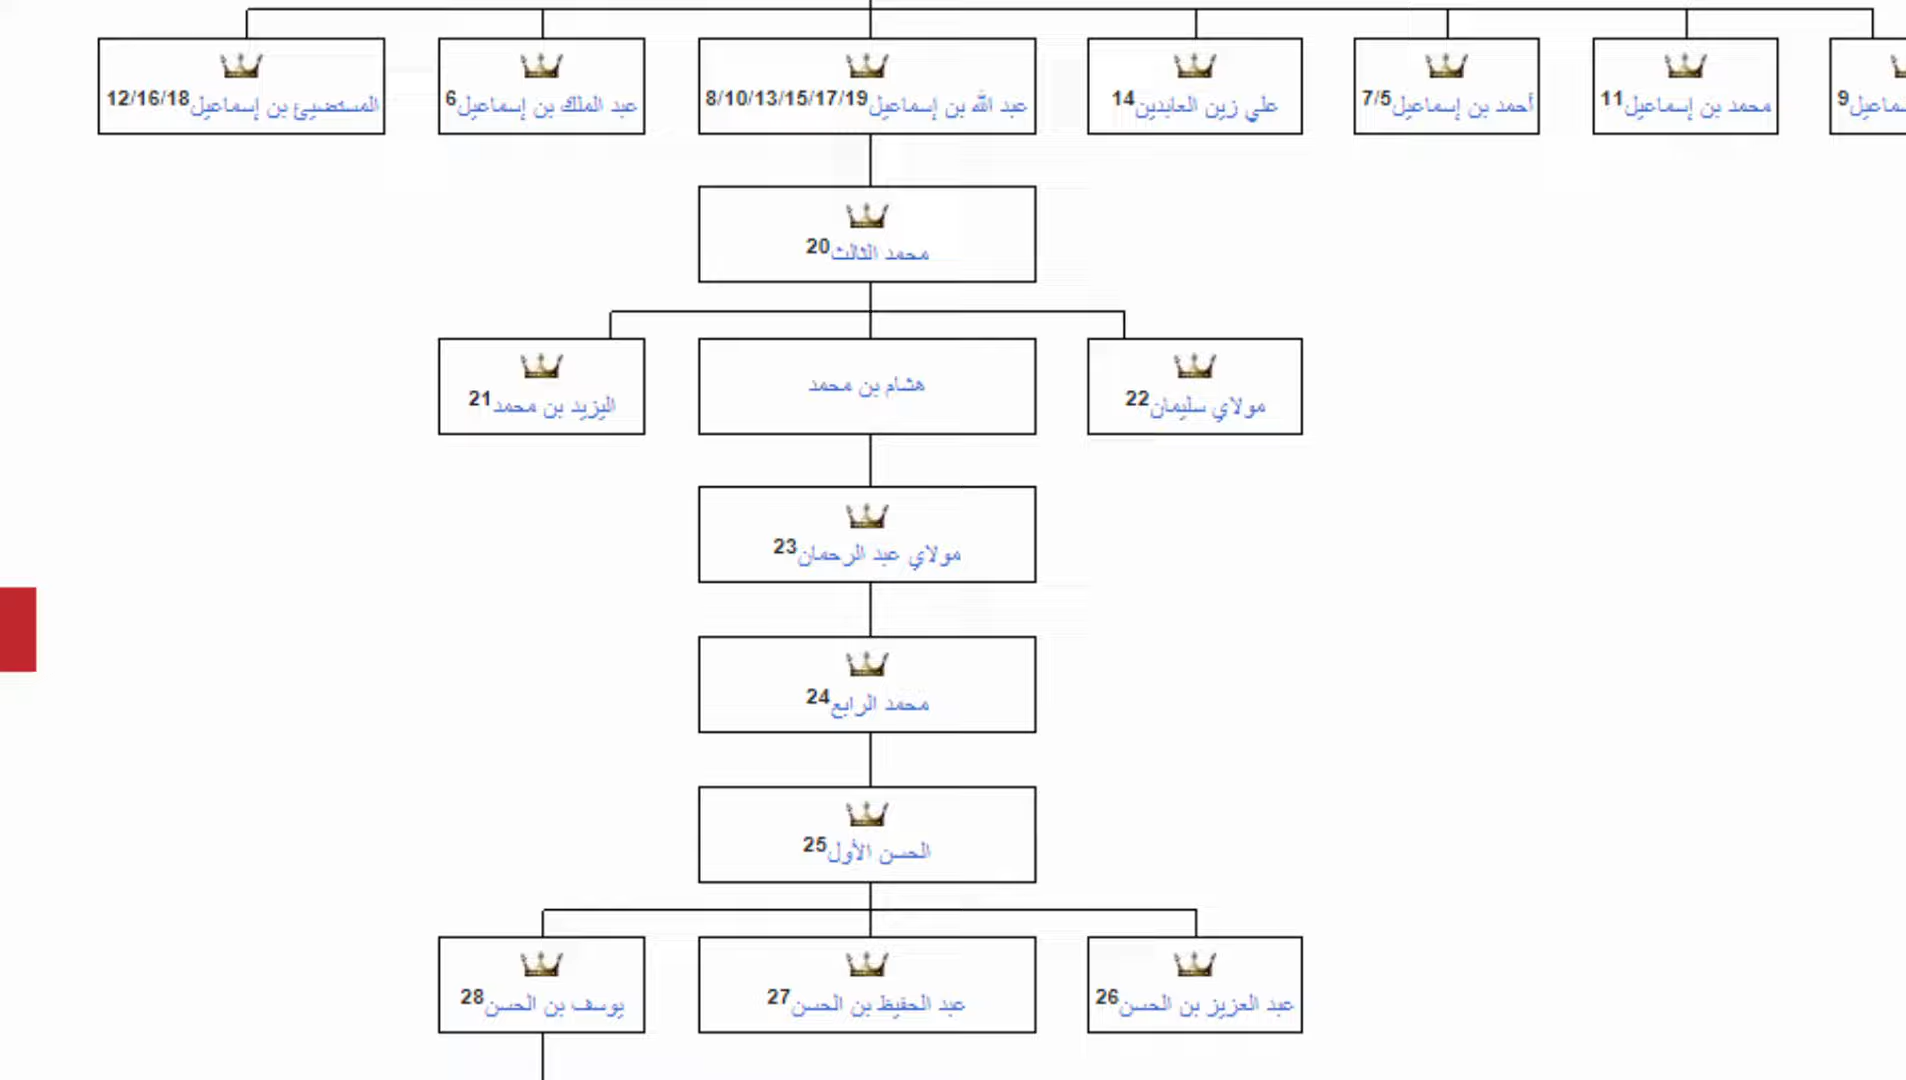 سماعيل9
محمد بن إسماعيل11
أحمد بن إسماعيل7/5
علي زين العابدين14
عبد الله بن إسماعيل8/10/13/15/17/19
عبد الملك بن إسماعيل6
المستضيئ بن إسماعيل12/16/18
محمد الثالث20
مولاي سليمان22
هشام بن محمد
اليزيد بن محمد21
مولاي عبد الرحمان23
محمد الرابع24
الحسن الأول25
عبد العزيز بن الحسن26
عبد الحفيظ بن الحسن27
يوسف بن الحسن28